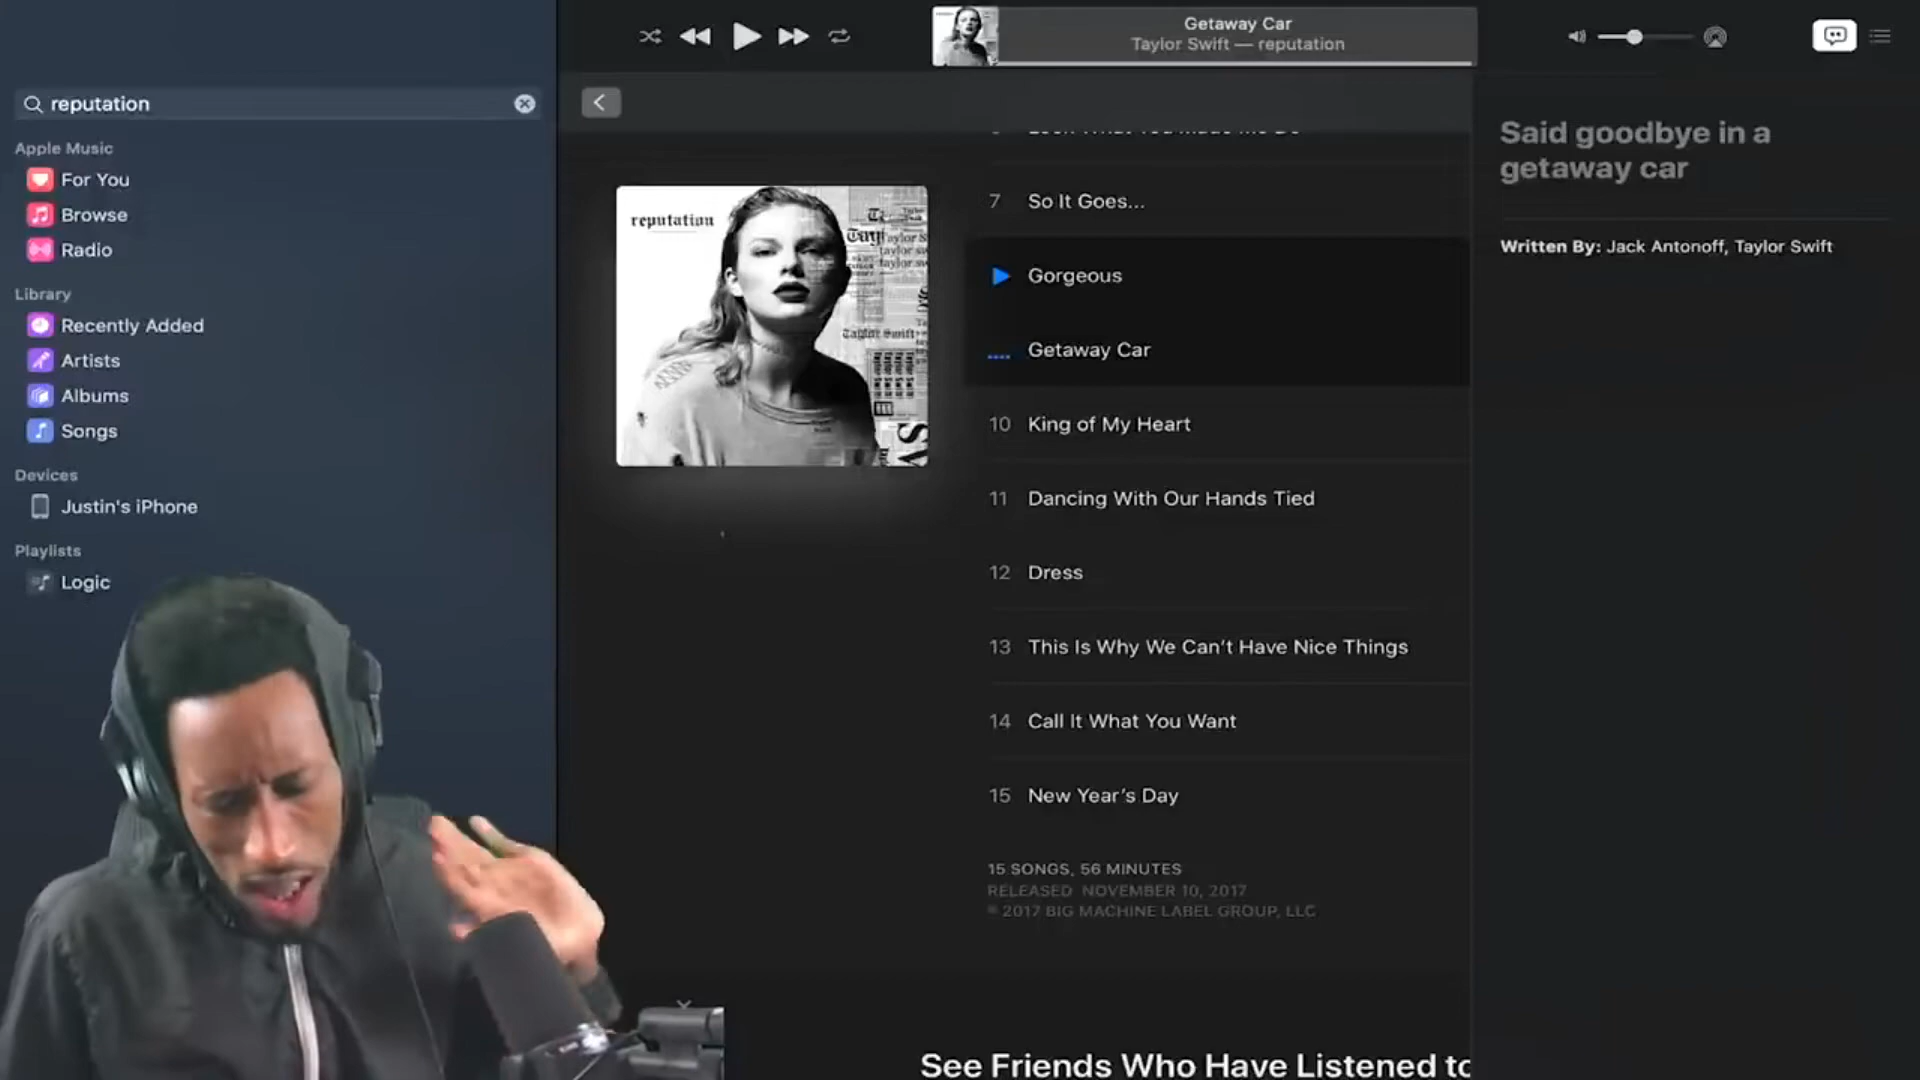 Getaway Car
Taylor Swift — reputation
reputation
Apple Music
For You
Browse
Radio
Library
Recently Added
Artists
Albums
Songs
Devices
Justin's iPhone
Playlists
Logic
reputation
Taylor Swift
7 So It Goes...
Gorgeous
Getaway Car
10 King of My Heart
11 Dancing With Our Hands Tied
12 Dress
13 This Is Why We Can't Have Nice Things
14 Call It What You Want
15 New Year's Day
15 SONGS, 56 MINUTES
RELEASED NOVEMBER 10, 2017
℗ 2017 BIG MACHINE LABEL GROUP, LLC
See Friends Who Have Listened to
Said goodbye in a
getaway car
Written By: Jack Antonoff, Taylor Swift